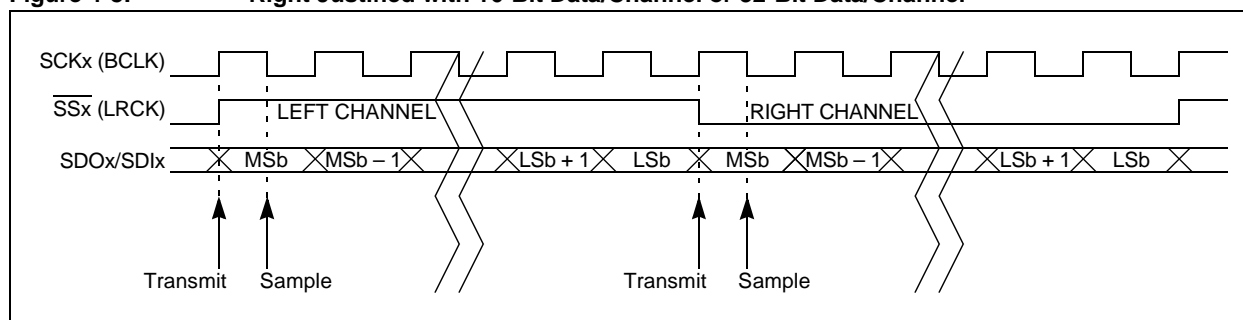 Right Justified with 16-Bit Data/Channel or 32-Bit Data/Channel
SCKx (BCLK)
SSx (LRCK) LEFT CHANNEL RIGHT CHANNEL
SDOx/SDIx MSb MSb – 1 LSb + 1 LSb MSb MSb – 1 LSb + 1 LSb
Transmit Sample Transmit Sample